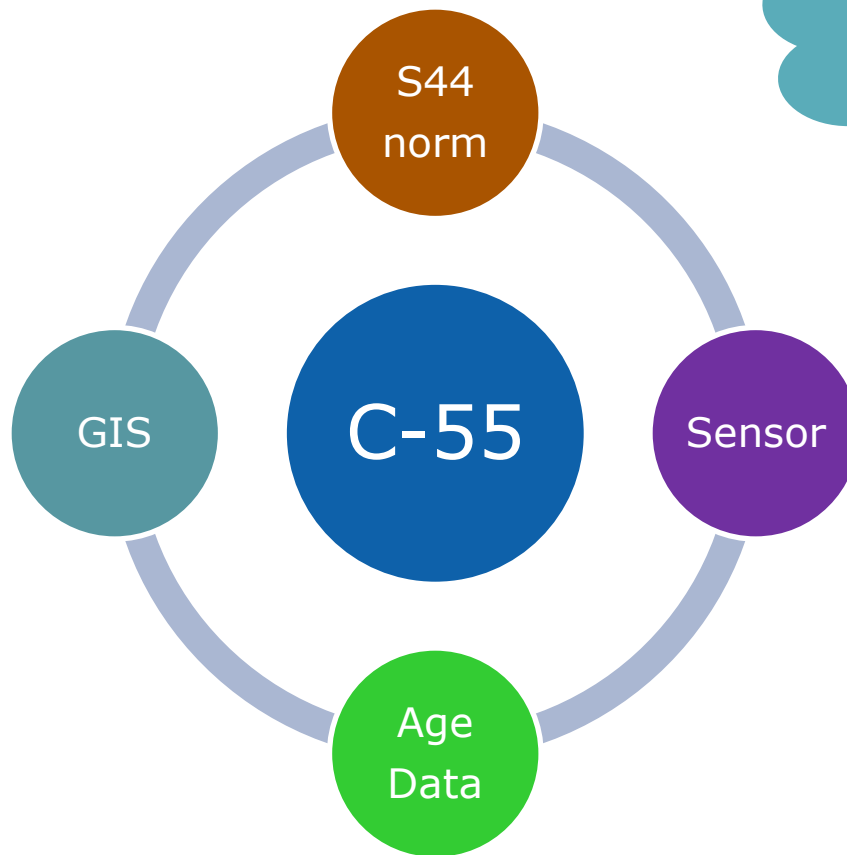 S44
norm
GIS
C-55
Sensor
Age
Data